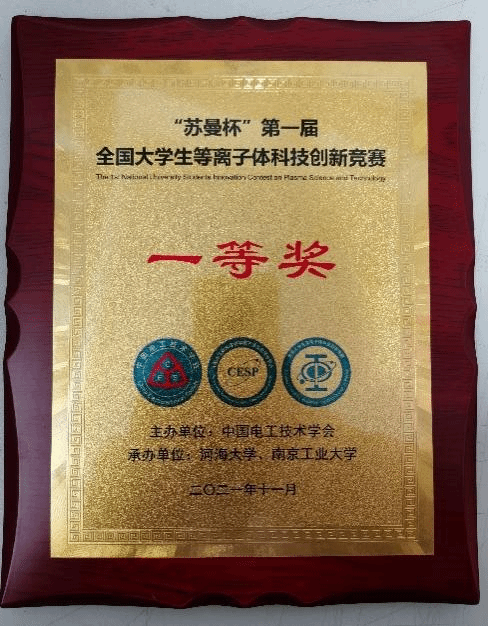 “苏曼杯”第一届
全国大学生等离子体科技创新竞赛
The 1st National University Students Innovation Contest on Plasma Science and Technology
一等奖
CESP
主办单位：中国电工技术学会
承办单位：河海大学、南京工业大学
二〇二一年十一月